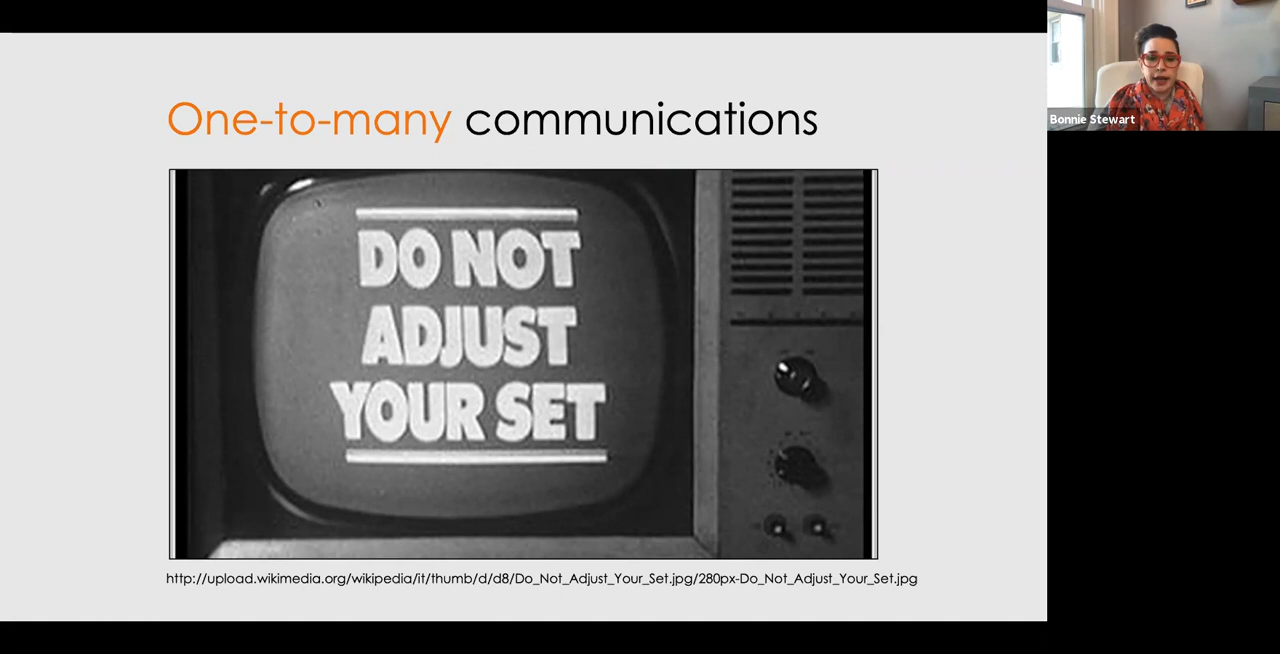 One-to-many communications
DO NOT
ADJUST
YOUR SET
http://upload.wikimedia.org/wikipedia/it/thumb/d/d8/Do_Not_Adjust_Your_Set.jpg/280px-Do_Not_Adjust_Your_Set.jpg
Bonnie Stewart